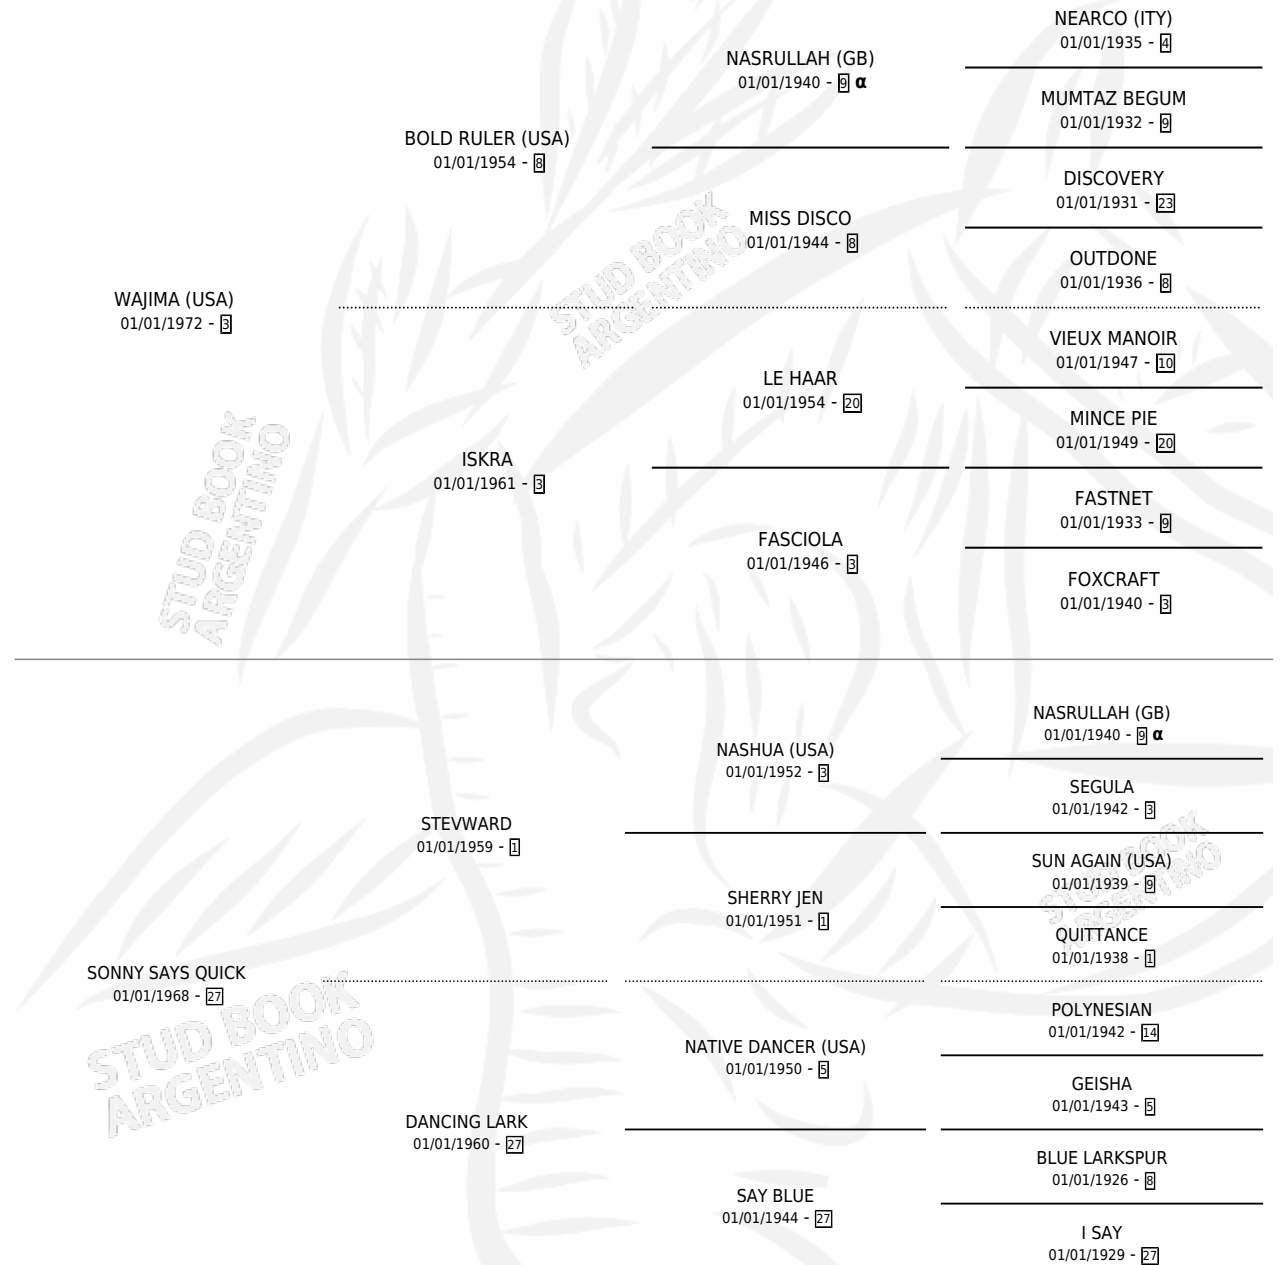 NEARCO (ITY)
01/01/1935 - 4
NASRULLAH (GB)
01/01/1940 - 9 α
MUMTAZ BEGUM
01/01/1932 - 9
BOLD RULER (USA)
01/01/1954 - 8
DISCOVERY
01/01/1931 - 23
MISS DISCO
01/01/1944 - 8
OUTDONE
01/01/1936 - 8
WAJIMA (USA)
01/01/1972 - 3
VIEUX MANOIR
01/01/1947 - 10
LE HAAR
01/01/1954 - 20
MINCE PIE
01/01/1949 - 20
ISKRA
01/01/1961 - 3
FASTNET
01/01/1933 - 9
FASCIOLA
01/01/1946 - 3
FOXCRAFT
01/01/1940 - 3
NASRULLAH (GB)
01/01/1940 - 9 α
NASHUA (USA)
01/01/1952 - 3
SEGULA
01/01/1942 - 3
STEVWARD
01/01/1959 - 1
SUN AGAIN (USA)
01/01/1939 - 9
SHERRY JEN
01/01/1951 - 1
QUITTANCE
01/01/1938 - 1
SONNY SAYS QUICK
01/01/1968 - 27
POLYNESIAN
01/01/1942 - 14
NATIVE DANCER (USA)
01/01/1950 - 5
GEISHA
01/01/1943 - 5
DANCING LARK
01/01/1960 - 27
BLUE LARKSPUR
01/01/1926 - 8
SAY BLUE
01/01/1944 - 27
I SAY
01/01/1929 - 27
STUD BOOK
ARGENTINO
STUD BOOK
ARGENTINO
STUD BOOK
ARGENTINO
STUD BOOK
ARGENTINO